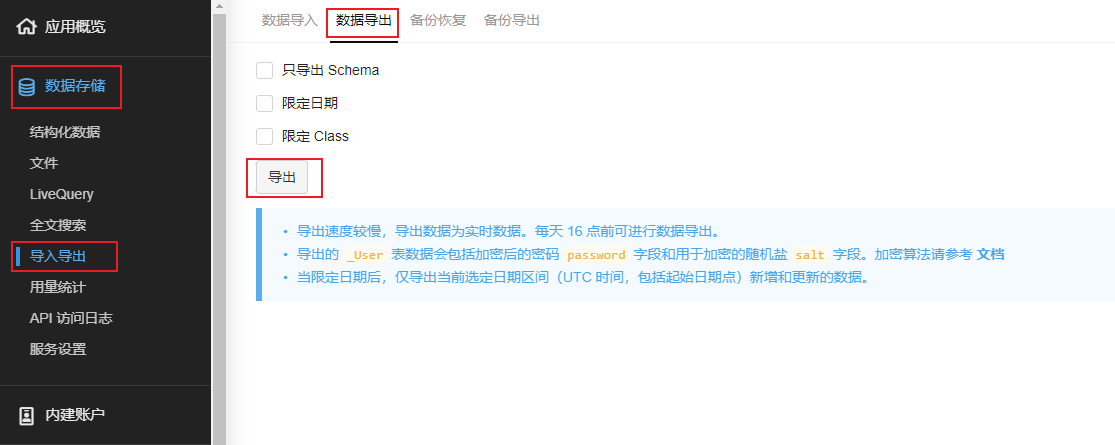 应用概览
数据存储
结构化数据
文件
LiveQuery
全文搜索
导入导出
用量统计
API 访问日志
服务设置
内建账户
数据导入 数据导出 备份恢复 备份导出
只导出 Schema
限定日期
限定 Class
导出
• 导出速度较慢，导出数据为实时数据。每天 16 点前可进行数据导出。
• 导出的 _User 表数据会包括加密后的密码 password 字段和用于加密的随机盐 salt 字段。加密算法请参考 文档
• 当限定日期后，仅导出当前选定日期区间（UTC 时间，包括起始日期点）新增和更新的数据。